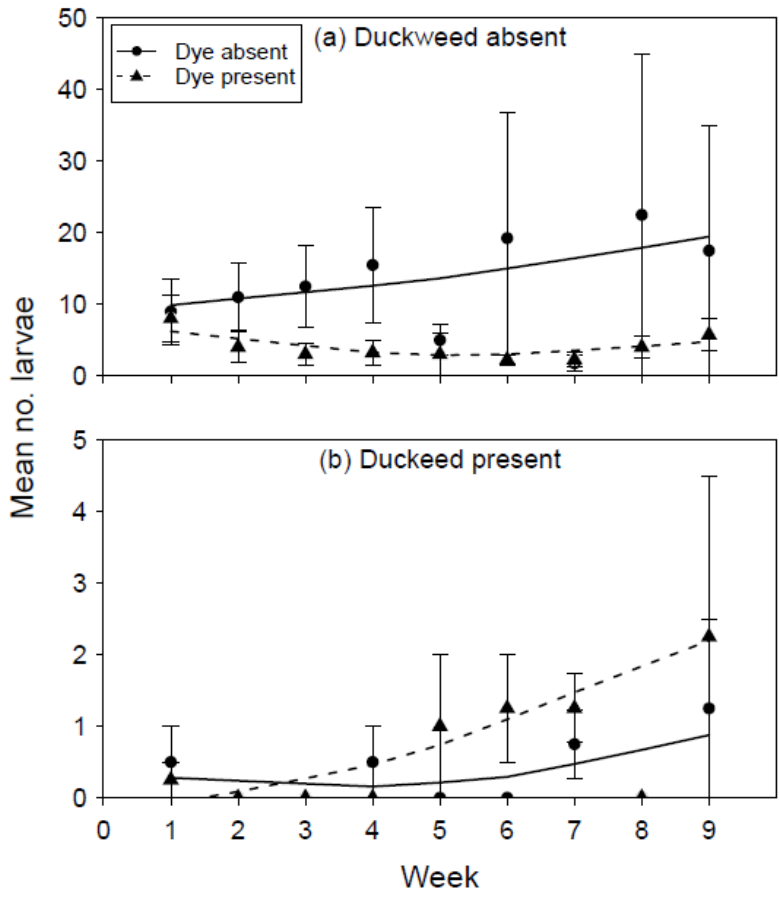 50
(a) Duckweed absent
Dye absent
Dye present
40
30
20
10
0
Mean no. larvae
5
(b) Duckeed present
4
3
2
1
0
0 1 2 3 4 5 6 7 8 9
Week